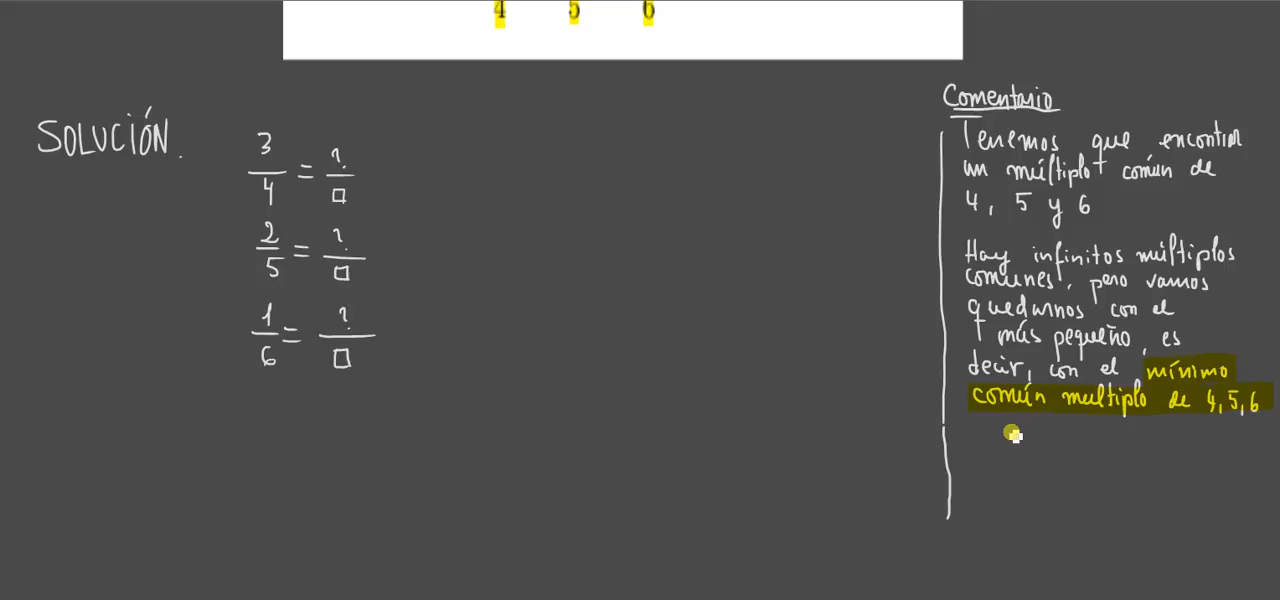 4 5 6
SOLUCIÓN.
3/4 = ?/□
2/5 = ?/□
1/6 = ?/□
Comentario
Tenemos que encontrar
un múltiplo común de
4, 5 y 6
Hay infinitos múltiplos
comunes, pero vamos
quedarnos con el
más pequeño, es
decir, con el mínimo
común multiplo de 4, 5, 6